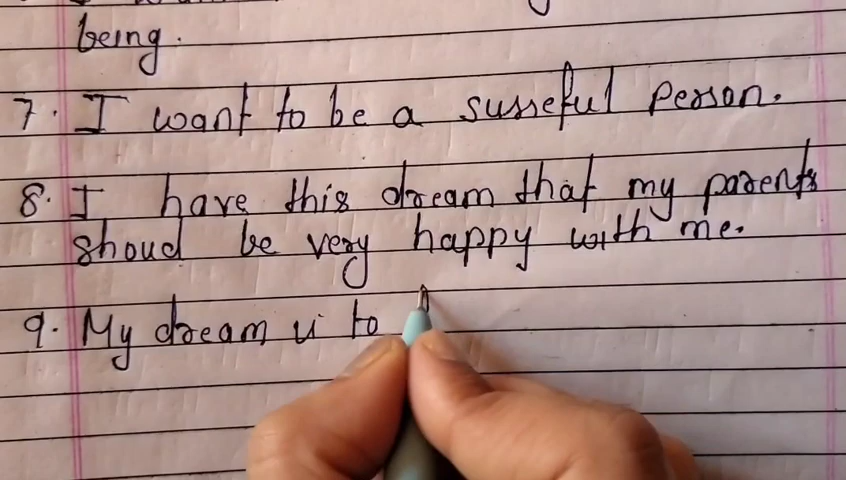 being.
7. I want to be a susseful person.
8. I have this dream that my parents
shoud be very happy with me.
9. My dream is to